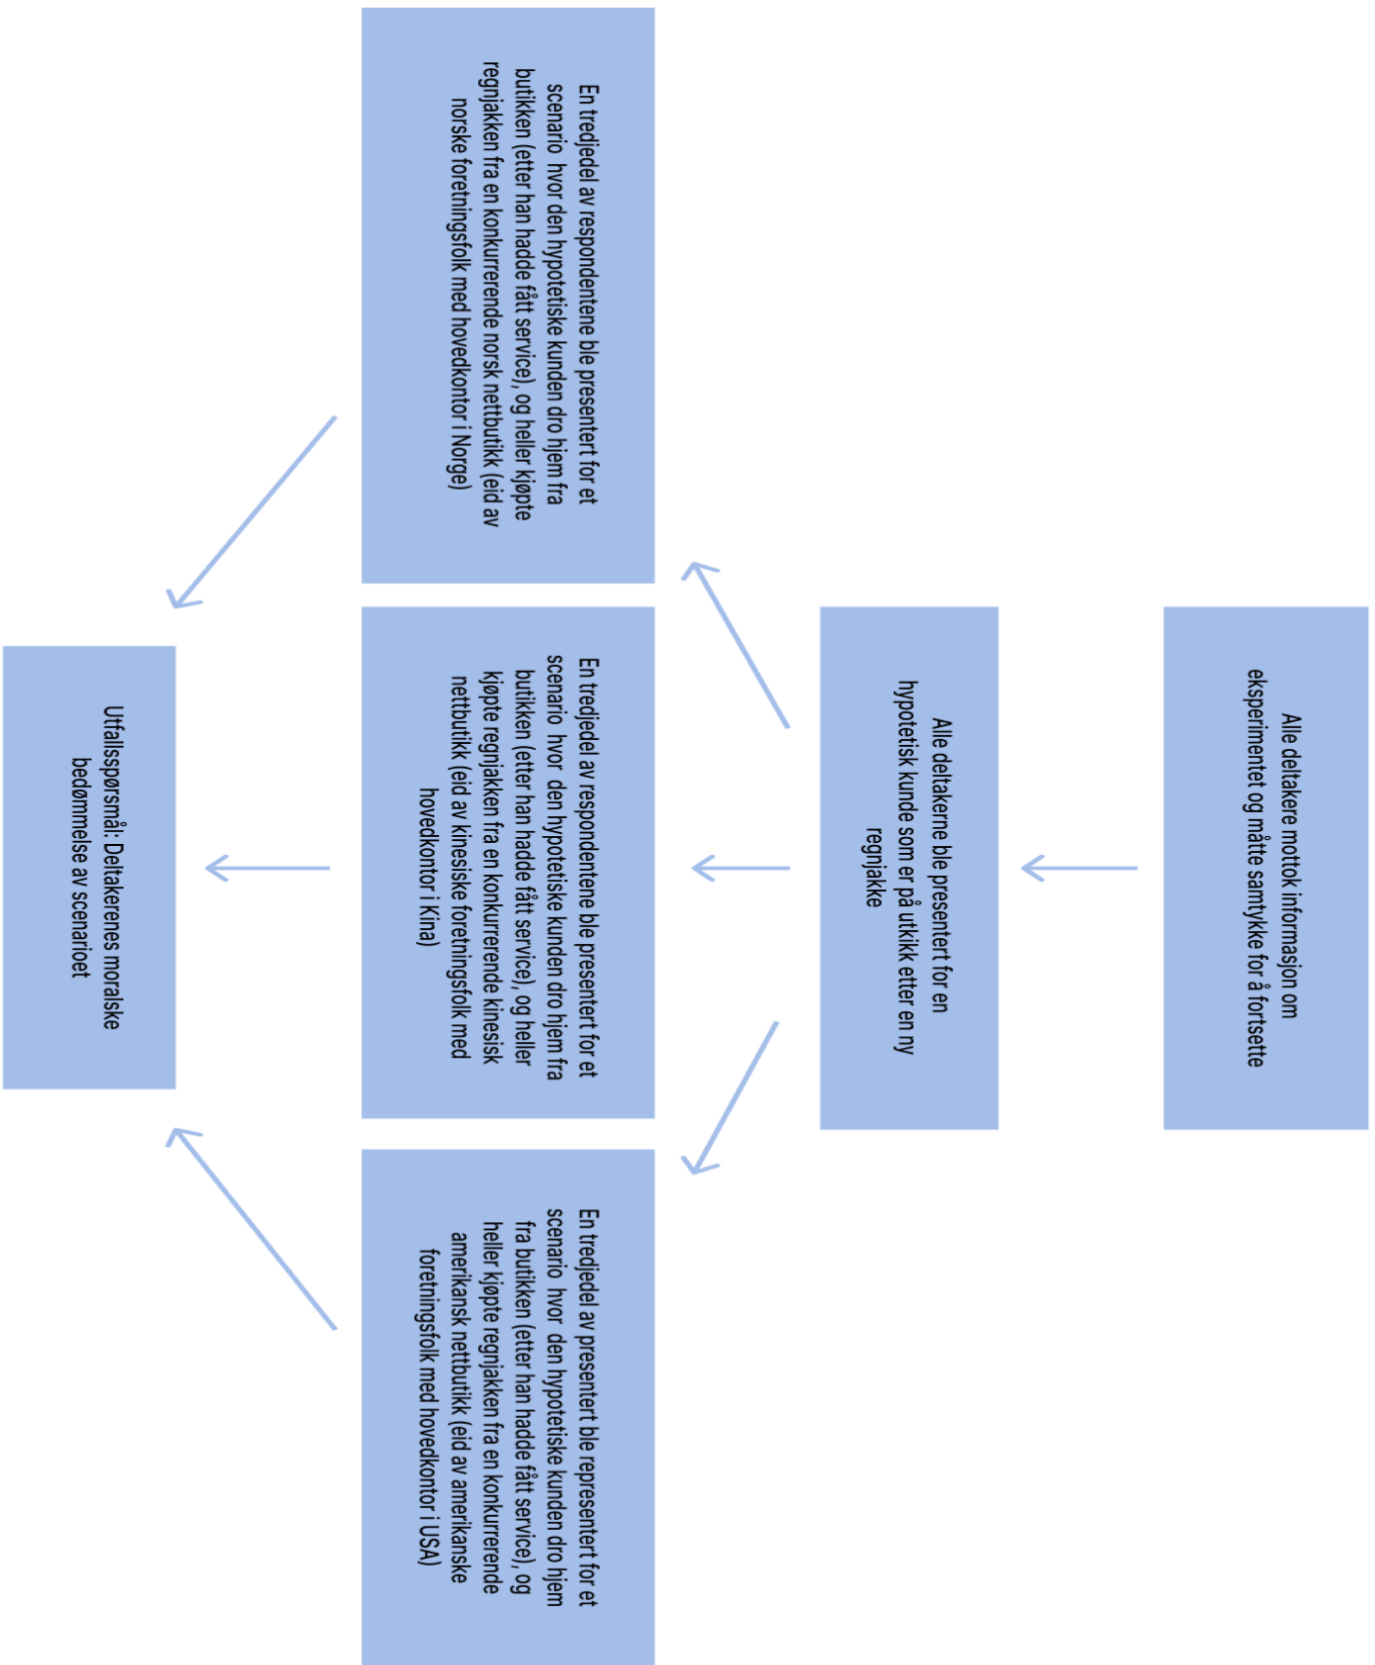 Alle deltakere mottok informasjon om
eksperimentet og måtte samtykke for å fortsette
Alle deltakerne ble presentert for en
hypotetisk kunde som er på utkikk etter en ny
regnjakke
En tredjedel av respondentene ble presentert for et
scenario hvor den hypotetiske kunden dro hjem fra
butikken (etter han hadde fått service), og heller kjøpte
regnjakken fra en konkurrerende norsk nettbutikk (eid av
norske foretningsfolk med hovedkontor i Norge)
En tredjedel av respondentene ble presentert for et
scenario hvor den hypotetiske kunden dro hjem fra
butikken (etter han hadde fått service), og heller
kjøpte regnjakken fra en konkurrerende kinesisk
nettbutikk (eid av kinesiske foretningsfolk med
hovedkontor i Kina)
En tredjedel av presentert ble representert for et
scenario hvor den hypotetiske kunden dro hjem
fra butikken (etter han hadde fått service), og
heller kjøpte regnjakken fra en konkurrerende
amerikansk nettbutikk (eid av amerikanske
foretningsfolk med hovedkontor i USA)
Utfallsspørsmål: Deltakerenes moralske
bedømmelse av scenarioet